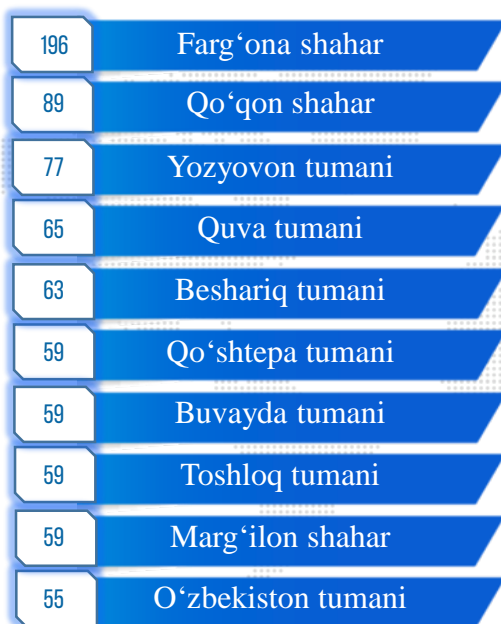 196 Farg‘ona shahar
89 Qo‘qon shahar
77 Yozyovon tumani
65 Quva tumani
63 Beshariq tumani
59 Qo‘shtepa tumani
59 Buvayda tumani
59 Toshloq tumani
59 Marg‘ilon shahar
55 O‘zbekiston tumani